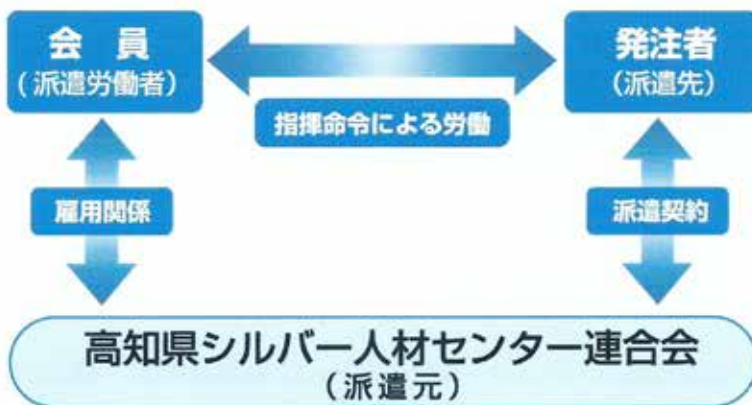 会 員
(派遣労働者)
発注者
(派遣先)
指揮命令による労働
雇用関係
派遣契約
高知県シルバー人材センター連合会
(派遣元)